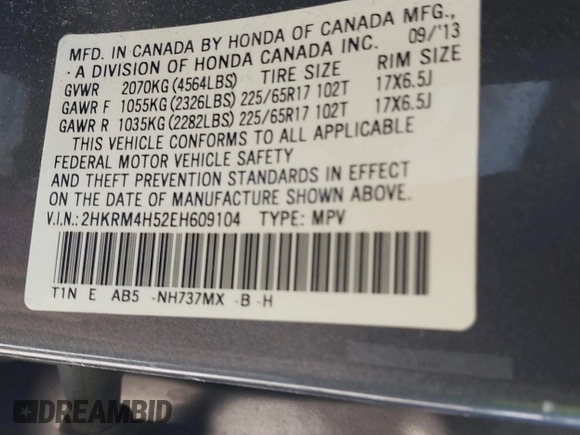 MFD. IN CANADA BY HONDA OF CANADA MFG.,
- A DIVISION OF HONDA CANADA INC. 09/'13
GVWR 2070KG(4564LBS) TIRE SIZE RIM SIZE
GAWR F 1055KG(2326LBS) 225/65R17 102T 17X6.5J
GAWR R 1035KG(2282LBS) 225/65R17 102T 17X6.5J
THIS VEHICLE CONFORMS TO ALL APPLICABLE
FEDERAL MOTOR VEHICLE SAFETY
AND THEFT PREVENTION STANDARDS IN EFFECT
ON THE DATE OF MANUFACTURE SHOWN ABOVE.
V.I.N.: 2HKRM4H52EH609104 TYPE: MPV
T1N E AB5 -NH737MX -B -H
DREAMBID